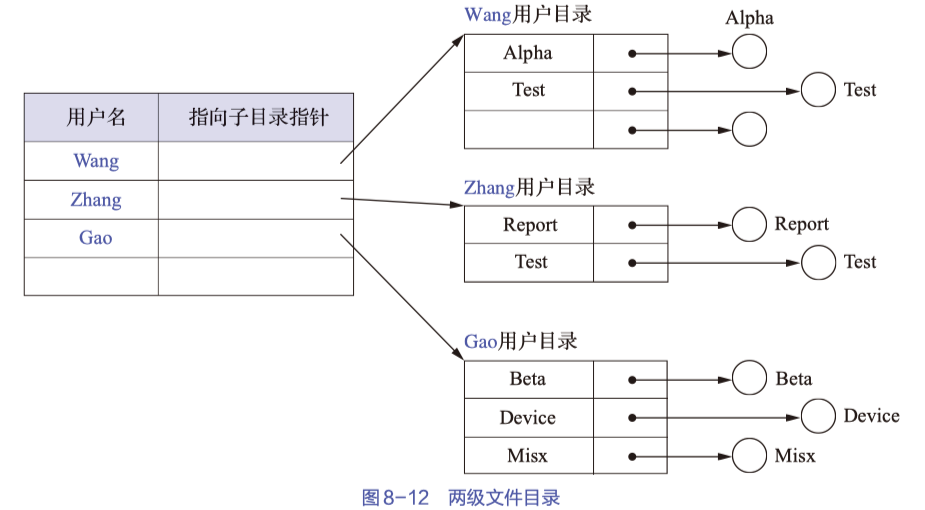 用户名 指向子目录指针
Wang
Zhang
Gao
Wang用户目录
Alpha
Alpha
Test
Test
Zhang用户目录
Report
Report
Test
Test
Gao用户目录
Beta
Beta
Device
Device
Misx
Misx
图8-12 两级文件目录